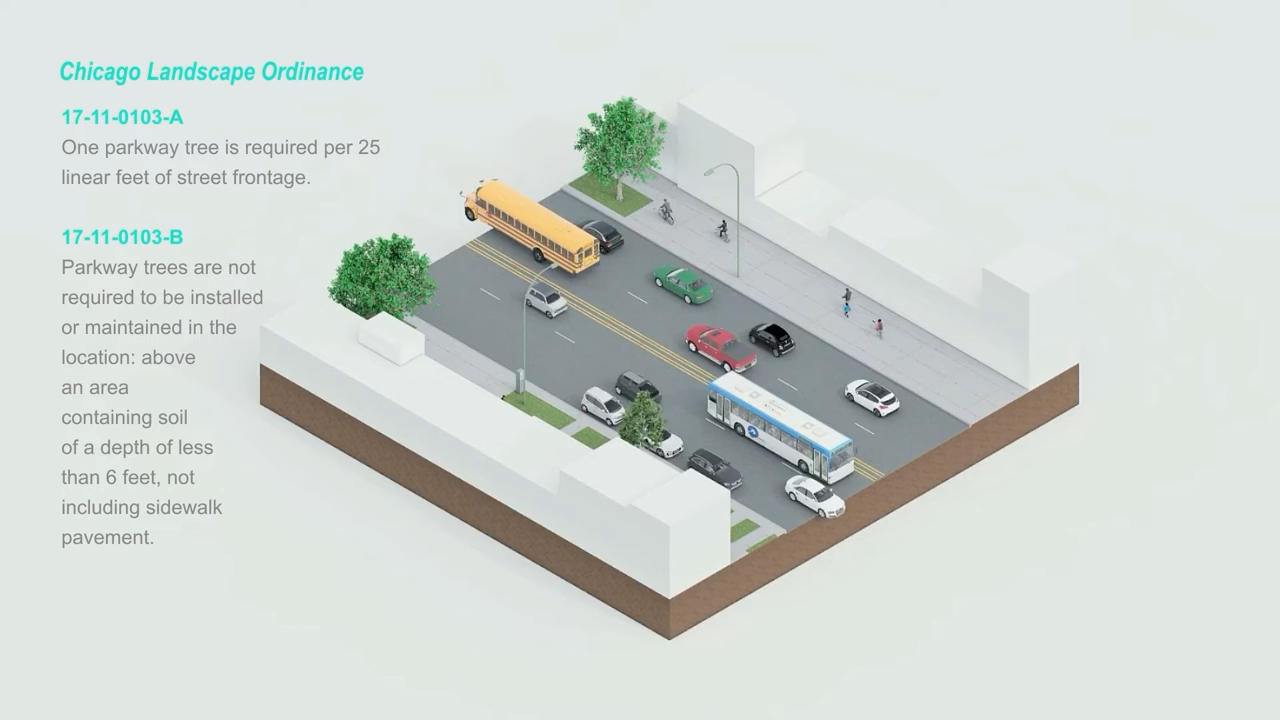 Chicago Landscape Ordinance
17-11-0103-A
One parkway tree is required per 25
linear feet of street frontage.
17-11-0103-B
Parkway trees are not
required to be installed
or maintained in the
location: above
an area
containing soil
of a depth of less
than 6 feet, not
including sidewalk
pavement.